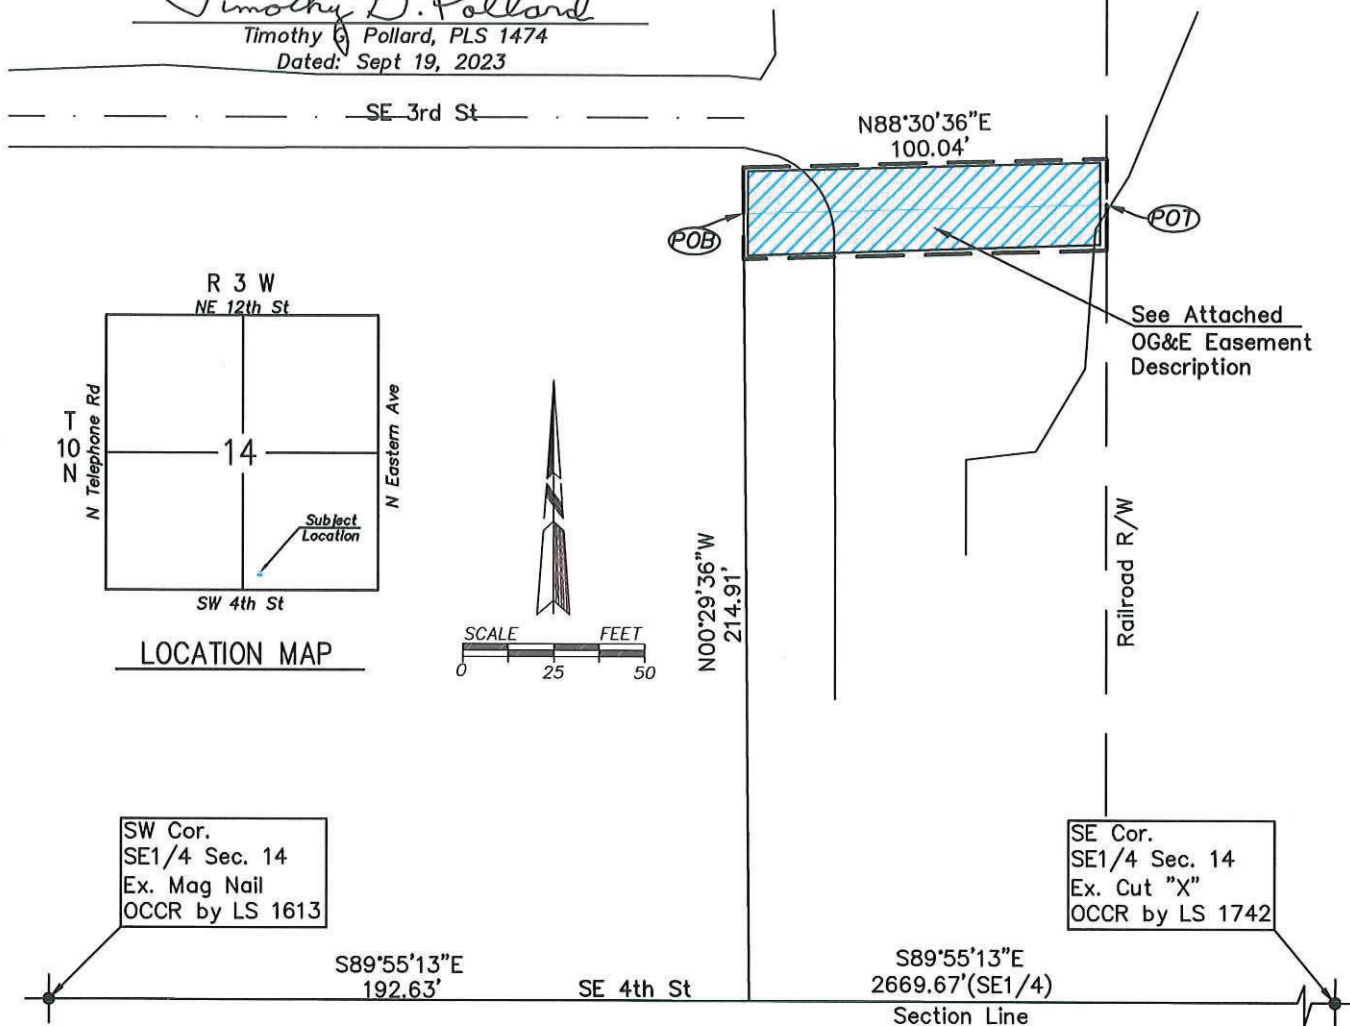 Timothy G. Pollard
Timothy G Pollard, PLS 1474
Dated: Sept 19, 2023
SE 3rd St
N88°30'36"E
100.04'
POB
POT
See Attached
OG&E Easement
Description
R 3 W
NE 12th St
T
10
N
N Telephone Rd
14
N Eastern Ave
Subject
Location
SW 4th St
LOCATION MAP
SCALE FEET
0 25 50
N00°29'36"W
214.91'
Railroad R/W
SW Cor.
SE1/4 Sec. 14
Ex. Mag Nail
OCCR by LS 1613
SE Cor.
SE1/4 Sec. 14
Ex. Cut "X"
OCCR by LS 1742
S89°55'13"E
192.63'
SE 4th St
S89°55'13"E
2669.67'(SE1/4)
Section Line